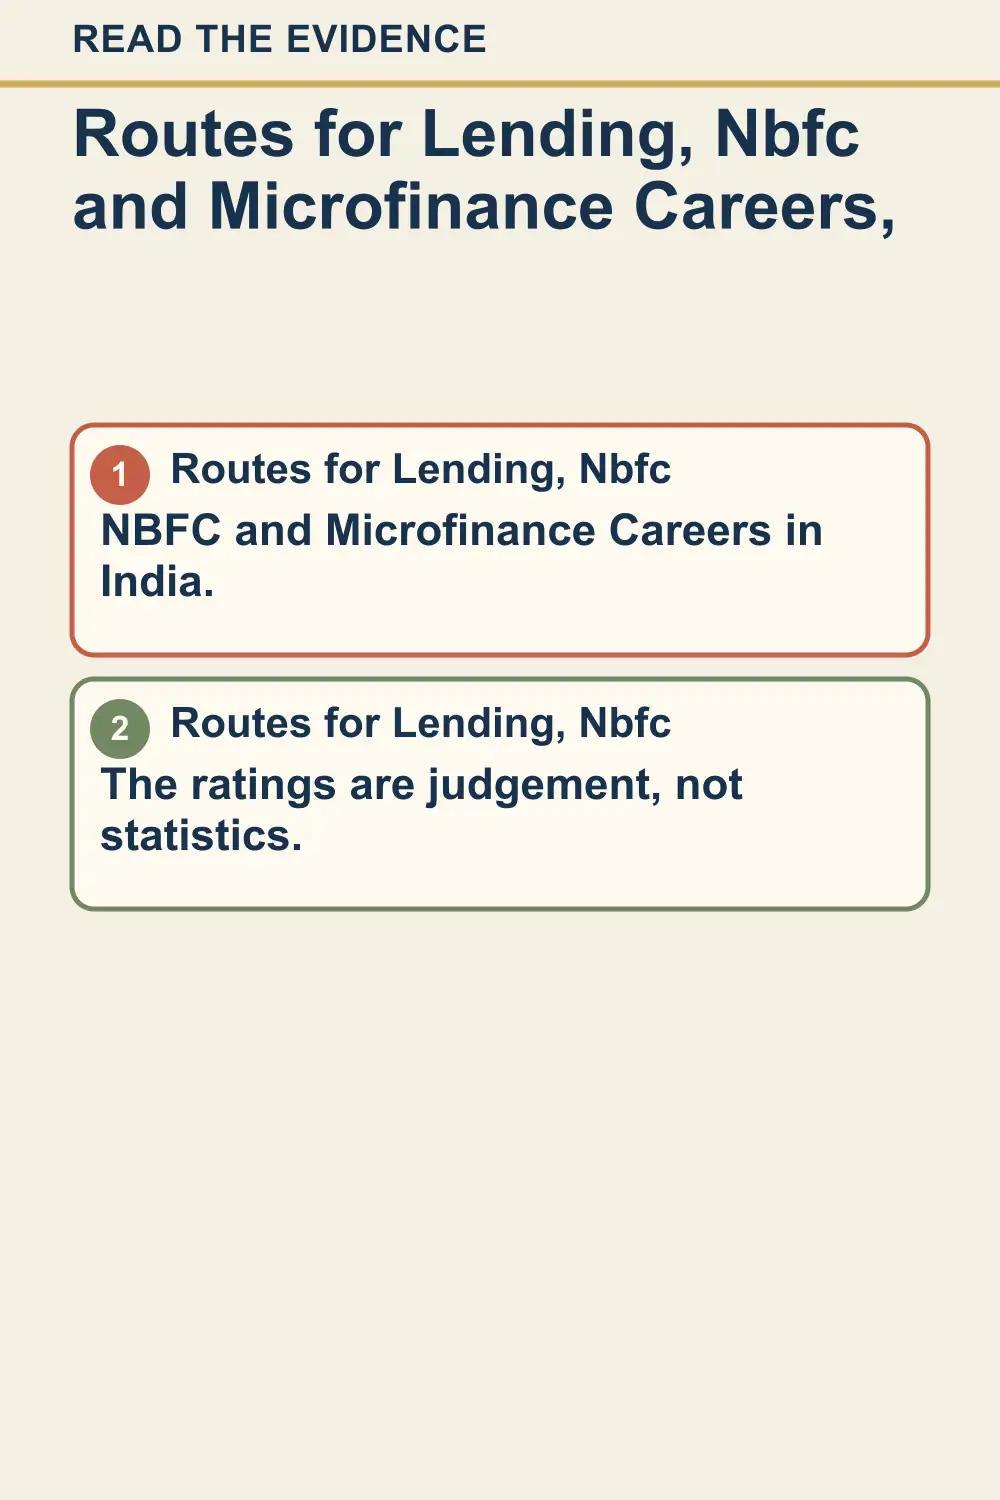 READ THE EVIDENCE
Routes for Lending, Nbfc
and Microfinance Careers,
1
Routes for Lending, Nbfc
NBFC and Microfinance Careers in
India.
2
Routes for Lending, Nbfc
The ratings are judgement, not
statistics.